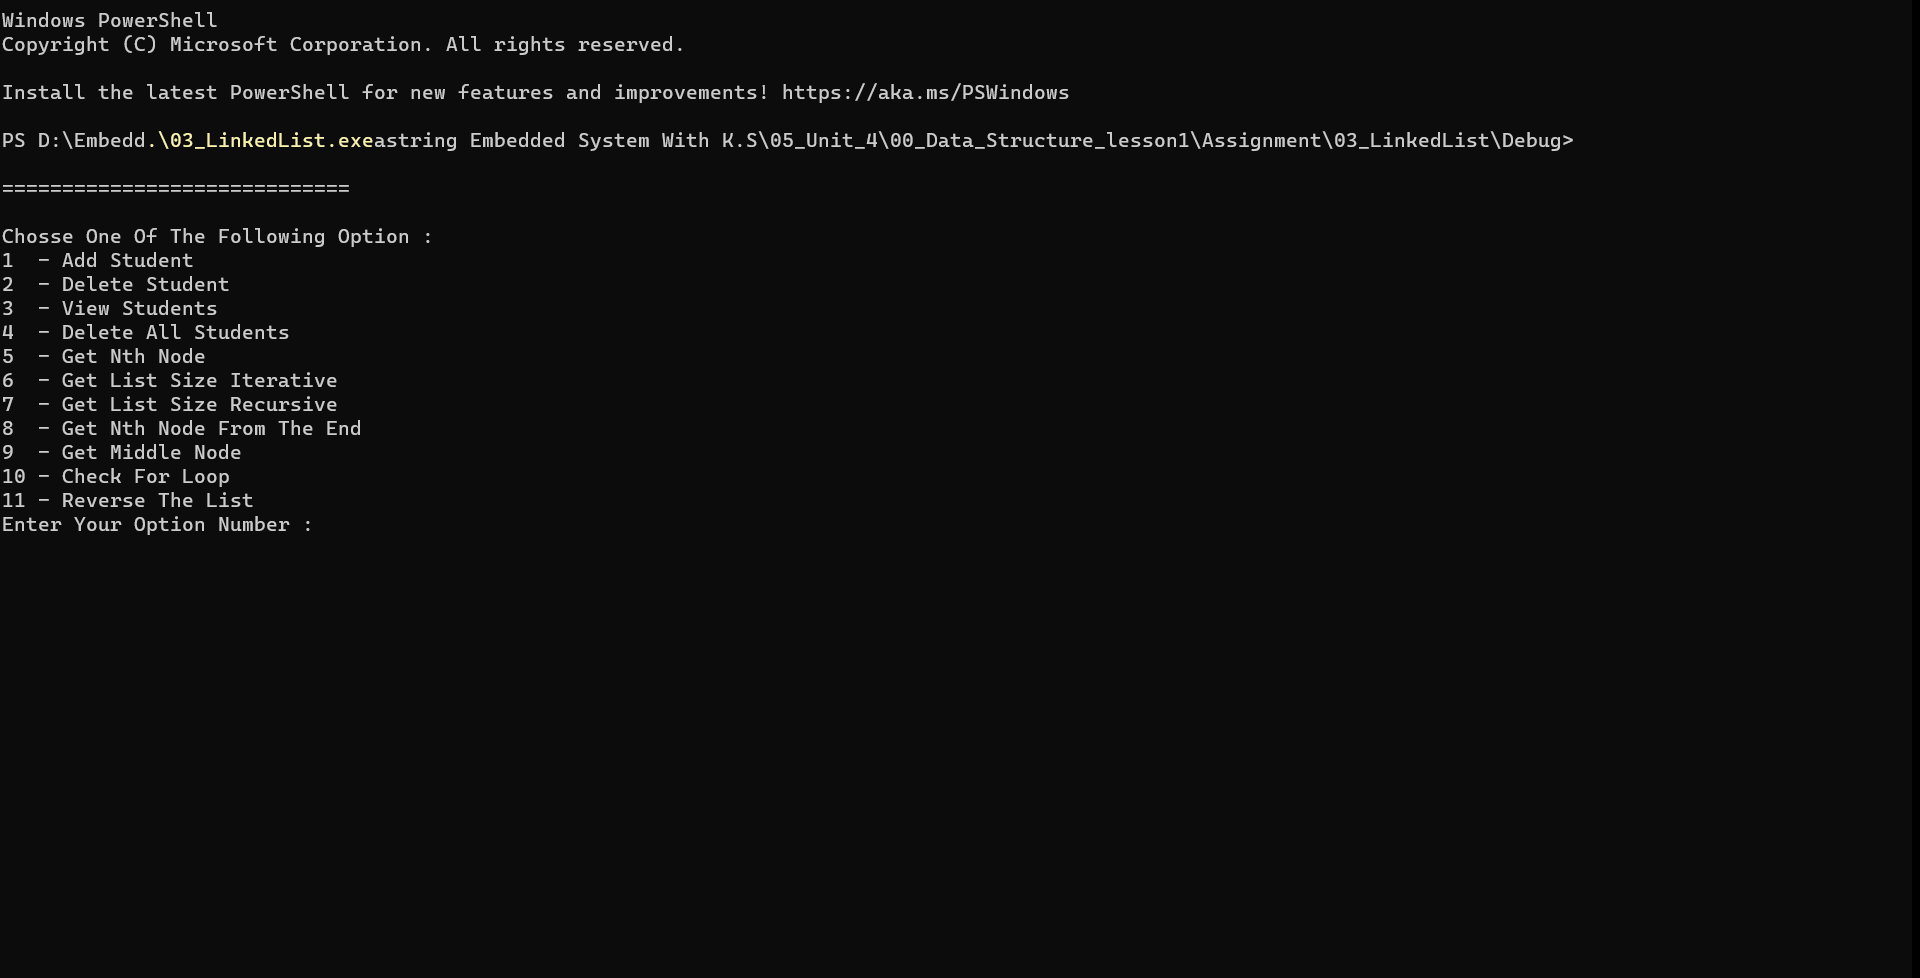 Windows PowerShell
Copyright (C) Microsoft Corporation. All rights reserved.
Install the latest PowerShell for new features and improvements! https://aka.ms/PSWindows
PS D:\Embedd.\03_LinkedList.exeastring Embedded System With K.S\05_Unit_4\00_Data_Structure_lesson1\Assignment\03_LinkedList\Debug>
=============================
Chosse One Of The Following Option :
1  - Add Student
2  - Delete Student
3  - View Students
4  - Delete All Students
5  - Get Nth Node
6  - Get List Size Iterative
7  - Get List Size Recursive
8  - Get Nth Node From The End
9  - Get Middle Node
10 - Check For Loop
11 - Reverse The List
Enter Your Option Number :